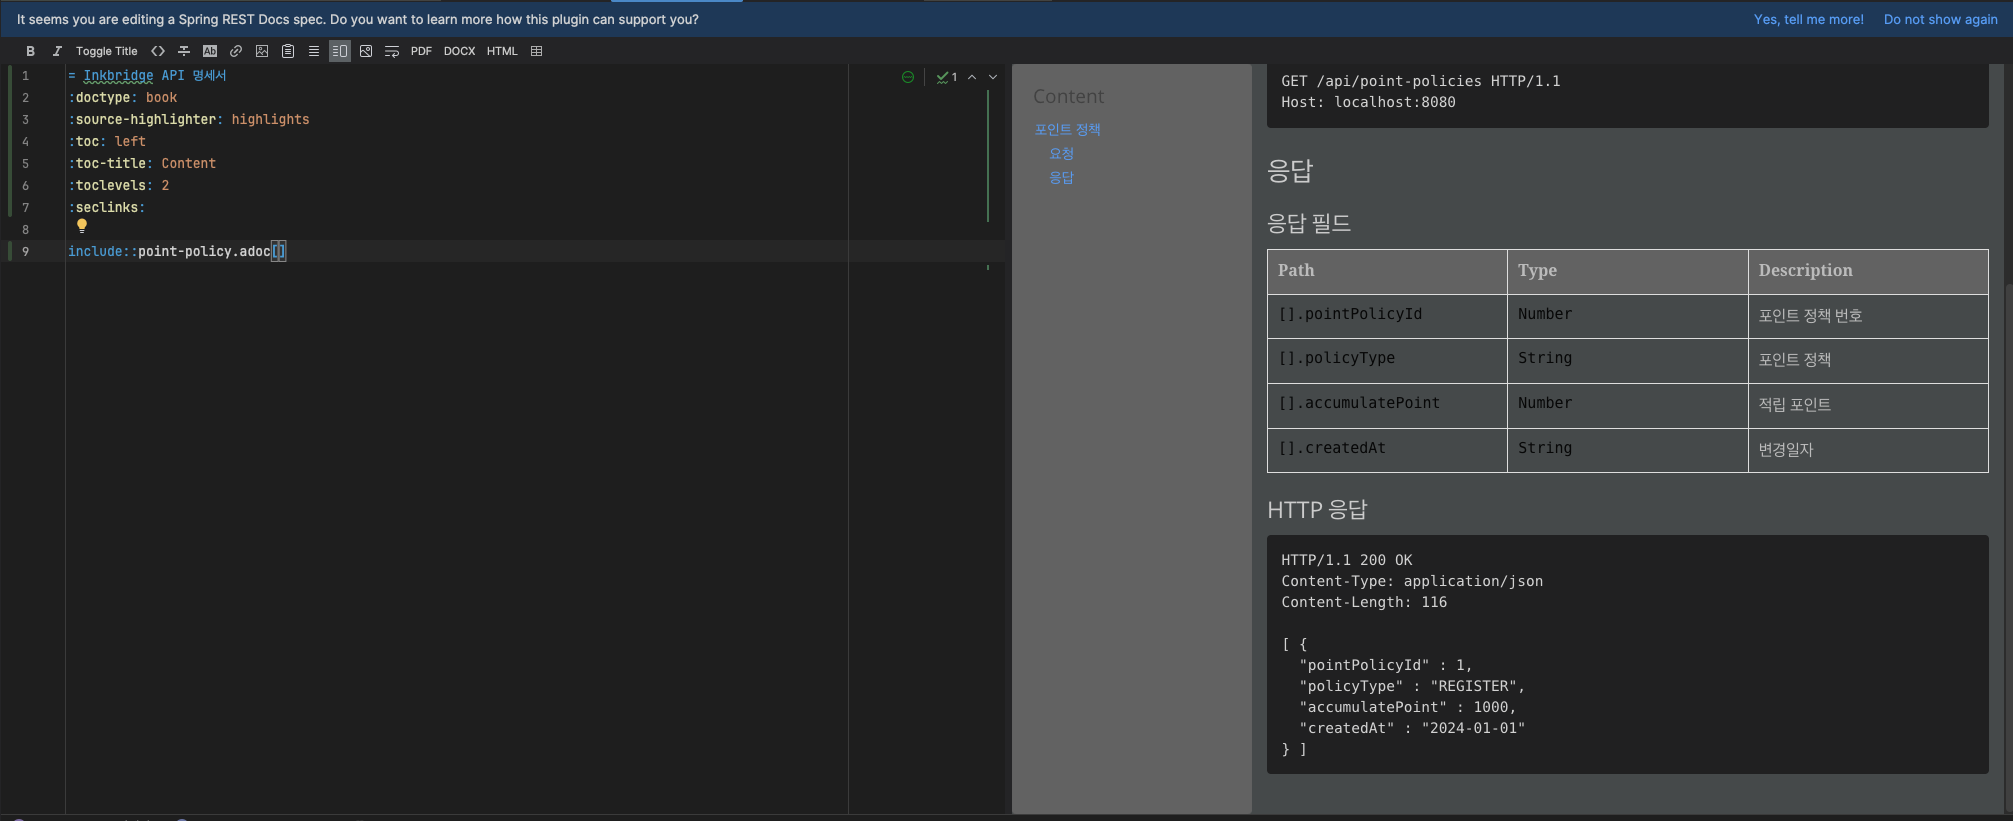 It seems you are editing a Spring REST Docs spec. Do you want to learn more how this plugin can support you?
Yes, tell me more! Do not show again
B I Toggle Title <> Ab PDF DOCX HTML
1 = Inkbridge API 명세서
2 :doctype: book
3 :source-highlighter: highlights
4 :toc: left
5 :toc-title: Content
6 :toclevels: 2
7 :seclinks:
8
9 include::point-policy.adoc[]
1
Content
포인트 정책
요청
응답
GET /api/point-policies HTTP/1.1
Host: localhost:8080
응답
응답 필드
Path Type Description
[].pointPolicyId Number 포인트 정책 번호
[].policyType String 포인트 정책
[].accumulatePoint Number 적립 포인트
[].createdAt String 변경일자
HTTP 응답
HTTP/1.1 200 OK
Content-Type: application/json
Content-Length: 116
[ {
"pointPolicyId" : 1,
"policyType" : "REGISTER",
"accumulatePoint" : 1000,
"createdAt" : "2024-01-01"
} ]